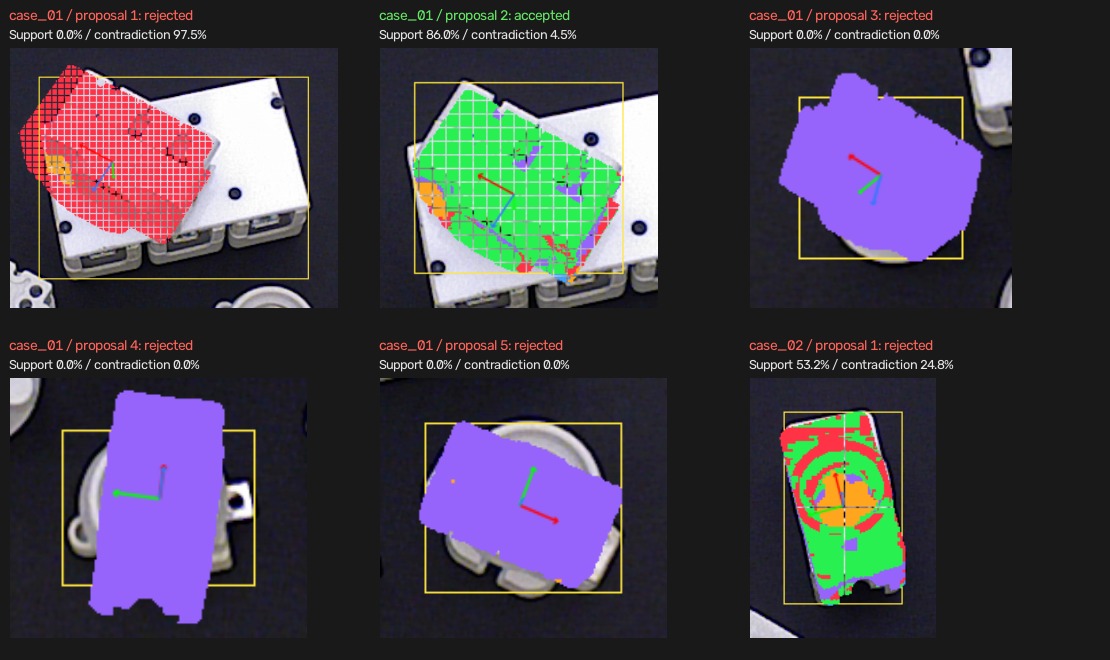 case_01 / proposal 1: rejected
Support 0.0% / contradiction 97.5%
case_01 / proposal 2: accepted
Support 86.0% / contradiction 4.5%
case_01 / proposal 3: rejected
Support 0.0% / contradiction 0.0%
case_01 / proposal 4: rejected
Support 0.0% / contradiction 0.0%
case_01 / proposal 5: rejected
Support 0.0% / contradiction 0.0%
case_02 / proposal 1: rejected
Support 53.2% / contradiction 24.8%